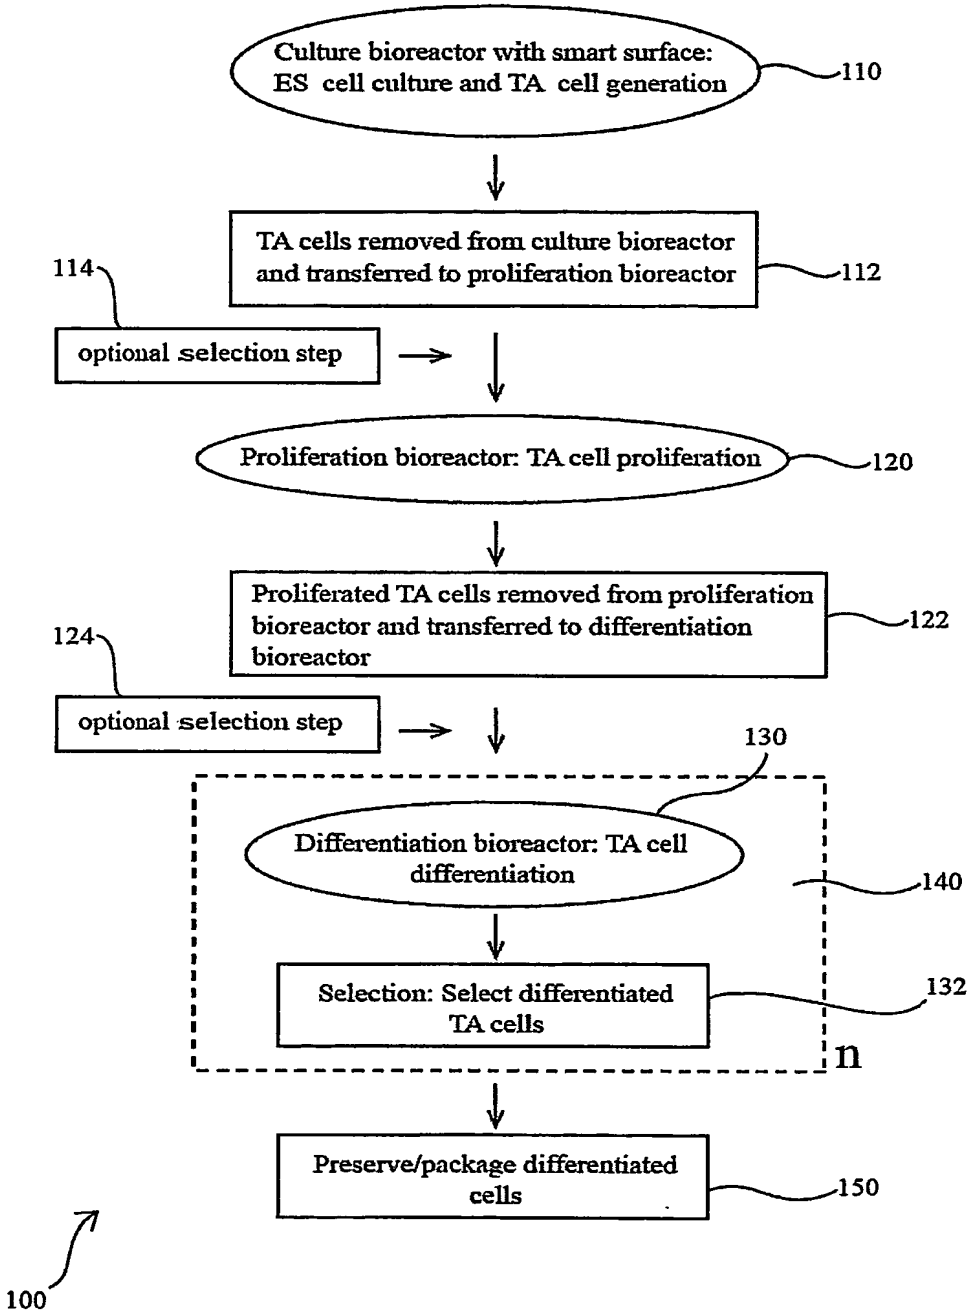 Culture bioreactor with smart surface:
ES cell culture and TA cell generation
110
TA cells removed from culture bioreactor
and transferred to proliferation bioreactor
112
114
optional selection step
Proliferation bioreactor: TA cell proliferation
120
Proliferated TA cells removed from proliferation
bioreactor and transferred to differentiation
bioreactor
122
124
optional selection step
130
Differentiation bioreactor: TA cell
differentiation
140
Selection: Select differentiated
TA cells
132
n
Preserve/package differentiated
cells
150
100